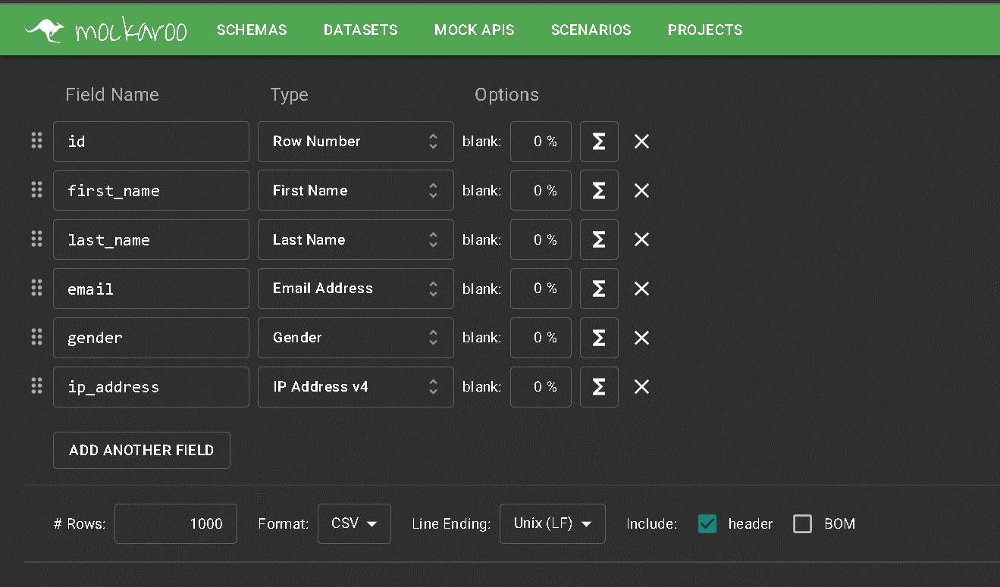 mockaroo SCHEMAS DATASETS MOCK APIS SCENARIOS PROJECTS
Field Name Type Options
id Row Number blank: 0 % Σ
first_name First Name blank: 0 % Σ
last_name Last Name blank: 0 % Σ
email Email Address blank: 0 % Σ
gender Gender blank: 0 % Σ
ip_address IP Address v4 blank: 0 % Σ
ADD ANOTHER FIELD
# Rows: 1000 Format: CSV Line Ending: Unix (LF) Include: header BOM